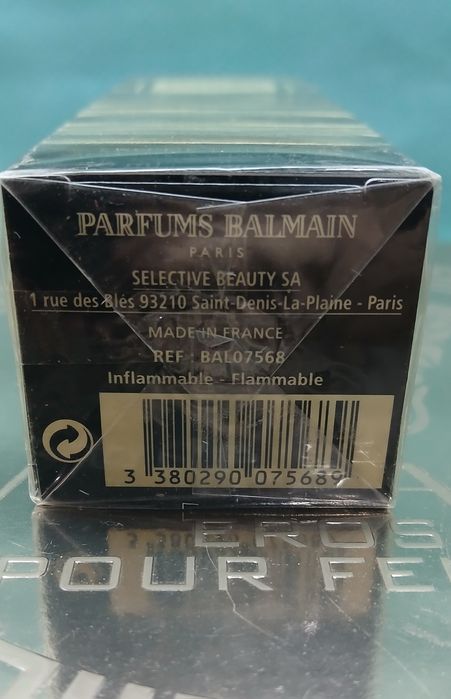 PARFUMS BALMAIN
PARIS
SELECTIVE BEAUTY SA
1 rue des Blés 93210 Saint-Denis-La-Plaine - Paris
MADE IN FRANCE
REF : BAL07568
Inflammable - Flammable
3 380290 075689
EROS
POUR FE